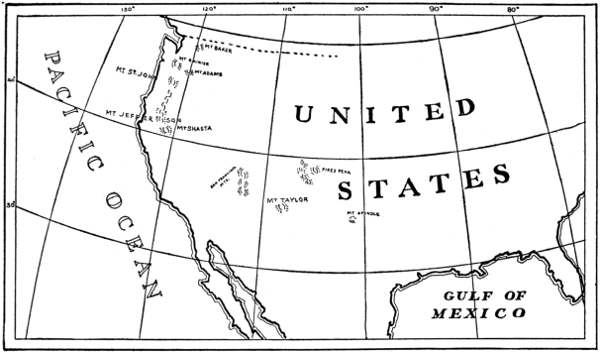 130° 120° 110° 100° 90° 80°
MT BAKER
MT RAINIER
MT ADAMS
MT ST. JOHN
40°
PACIFIC OCEAN
UNITED
MT JEFFERSON
MT SHASTA
SAN FRANCISCO
MTS.
PIKES PEAK
STATES
MT TAYLOR
MT SPINDLE
30°
GULF OF
MEXICO